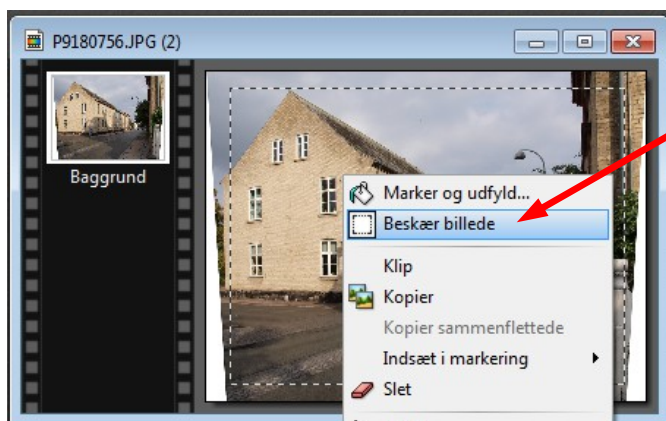 P9180756.JPG (2)
Baggrund
Marker og udfyld...
Beskær billede
Klip
Kopier
Kopier sammenflettede
Indsæt i markering
Slet